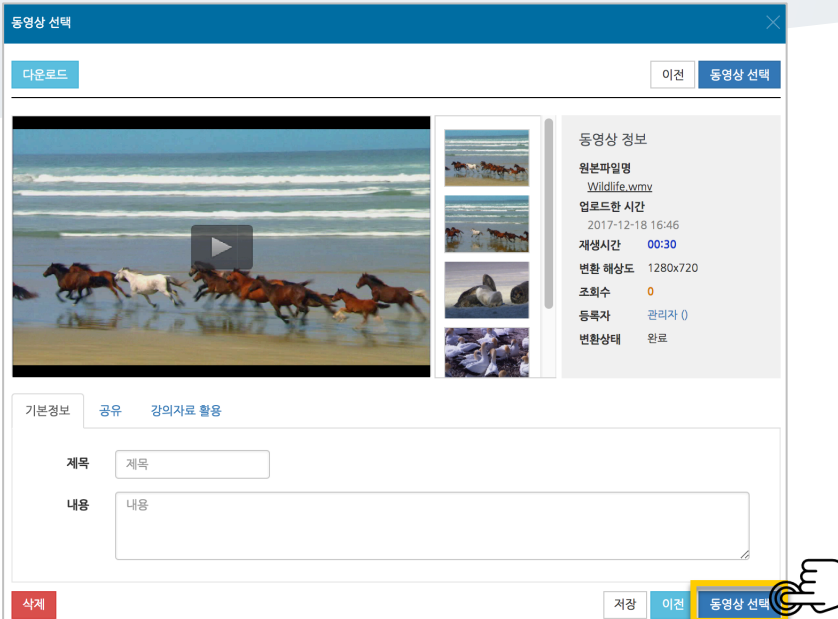 동영상 선택
다운로드
이전
동영상 선택
동영상 정보
원본파일명
Wildlife.wmv
업로드한 시간
2017-12-18 16:46
재생시간 00:30
변환 해상도 1280x720
조회수 0
등록자 관리자 ()
변환상태 완료
기본정보 공유 강의자료 활용
제목 제목
내용 내용
삭제
저장 이전 동영상 선택